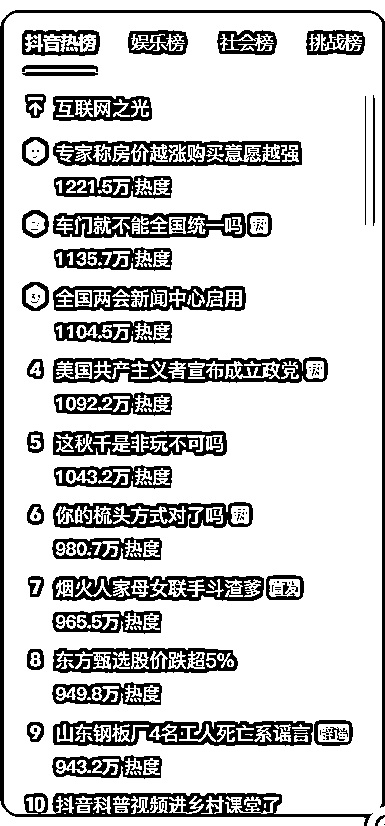 抖音热榜 娱乐榜 社会榜 挑战榜
互联网之光
专家称房价越涨购买意愿越强
1221.5万 热度
车门就不能全国统一吗
1135.7万 热度
全国两会新闻中心启用
1104.5万 热度
4 美国共产主义者宣布成立政党
1092.2万 热度
5 这秋千是非玩不可吗
1043.2万 热度
6 你的梳头方式对了吗
980.7万 热度
7 烟火人家母女联手斗渣爹 首发
965.5万 热度
8 东方甄选股价跌超5%
949.8万 热度
9 山东钢板厂4名工人死亡系谣言 辟谣
943.2万 热度
10 抖音科普视频进乡村课堂了